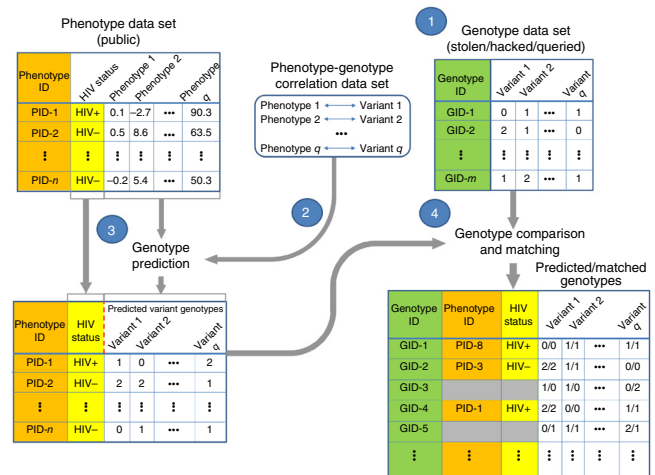 Phenotype data set
(public)
Phenotype ID HIV status Phenotype 1 Phenotype 2 Phenotype q
PID-1 HIV+ 0.1 –2.7 ••• 90.3
PID-2 HIV– 0.5 8.6 ••• 63.5
PID-n HIV– –0.2 5.4 ••• 50.3
Phenotype-genotype
correlation data set
Phenotype 1 Variant 1
Phenotype 2 Variant 2
•••
Phenotype q Variant q
1
Genotype data set
(stolen/hacked/queried)
Genotype ID Variant 1 Variant 2 Variant q
GID-1 0 1 ••• 1
GID-2 2 1 ••• 0
GID-m 1 2 ••• 1
2
3
4
Genotype
prediction
Genotype comparison
and matching
Phenotype ID HIV status Predicted variant genotypes
Variant 1 Variant 2 Variant q
PID-1 HIV+ 1 0 ••• 2
PID-2 HIV– 2 2 ••• 1
PID-n HIV– 0 1 ••• 1
Predicted/matched
genotypes
Genotype ID Phenotype ID HIV status Variant 1 Variant 2 Variant q
GID-1 PID-8 HIV+ 0/0 1/1 ••• 1/1
GID-2 PID-3 HIV– 2/2 1/1 ••• 0/0
GID-3 1/0 1/0 ••• 0/2
GID-4 PID-1 HIV+ 2/2 0/0 ••• 1/1
GID-5 0/1 1/1 ••• 2/1